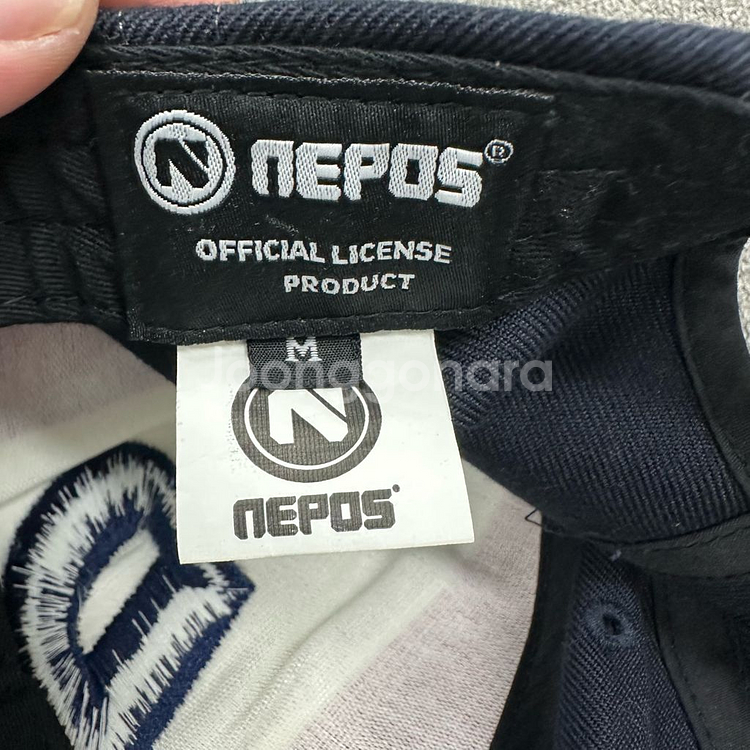 NEPOS®
OFFICIAL LICENSE
PRODUCT
M
joonggonara
NEPOS